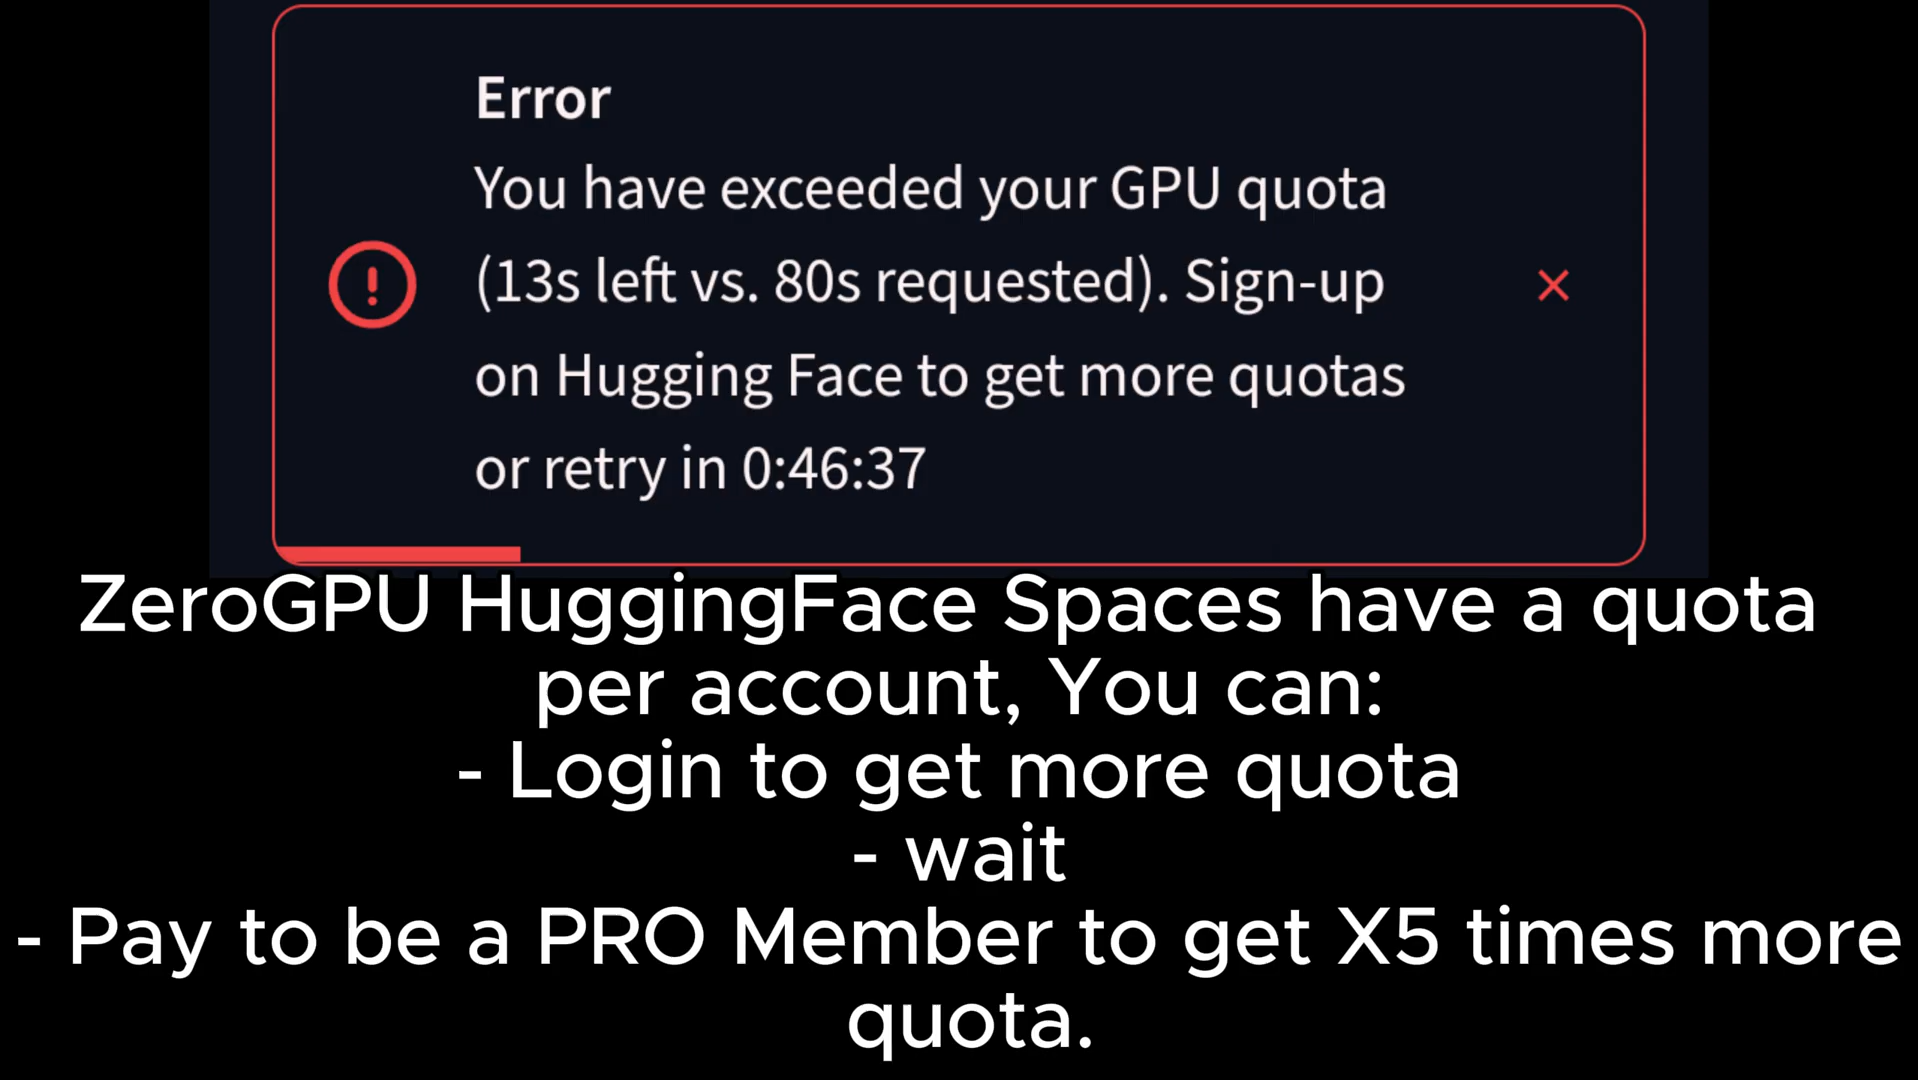 Error
You have exceeded your GPU quota
(13s left vs. 80s requested). Sign-up
on Hugging Face to get more quotas
or retry in 0:46:37
ZeroGPU HuggingFace Spaces have a quota
per account, You can:
- Login to get more quota
- wait
- Pay to be a PRO Member to get X5 times more
quota.